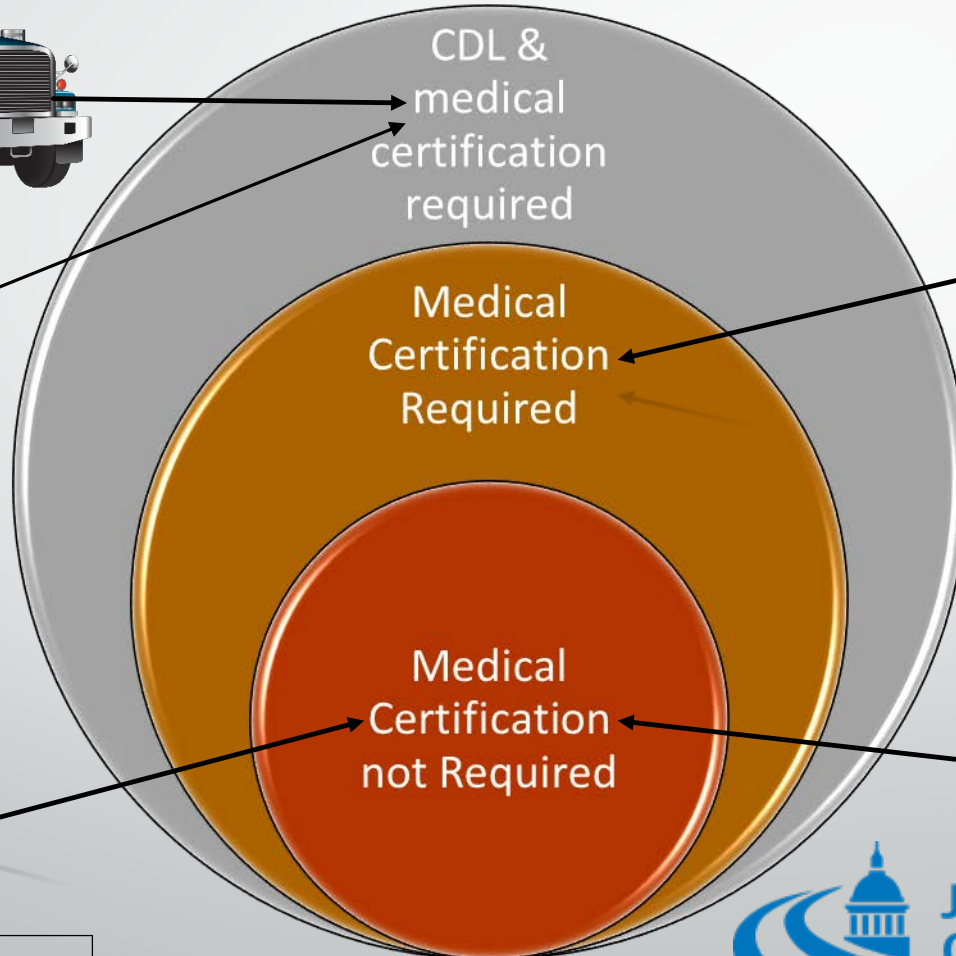 CDL &
medical
certification
required
Medical
Certification
Required
Medical
Certification
not Required